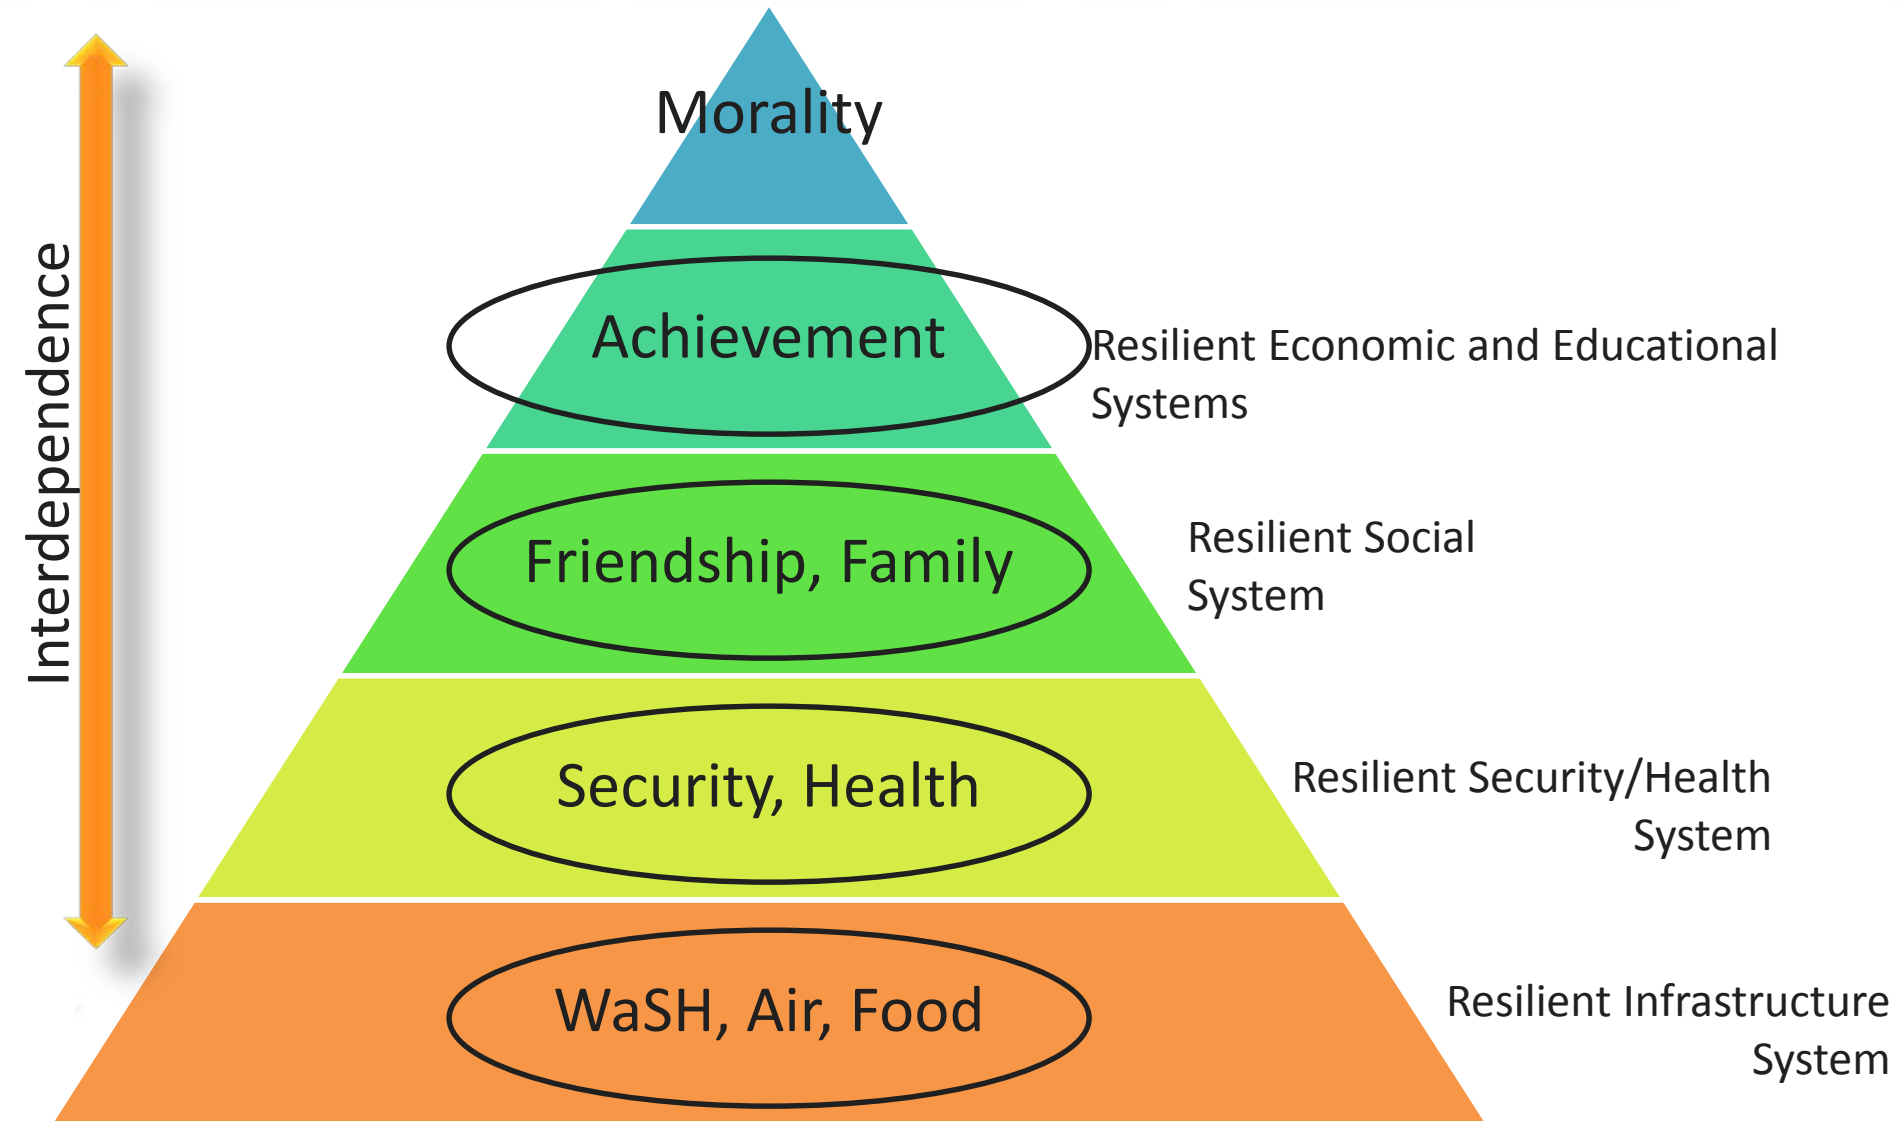 Morality
Interdependence
Achievement
Resilient Economic and Educational
Systems
Friendship, Family
Resilient Social
System
Security, Health
Resilient Security/Health
System
WaSH, Air, Food
Resilient Infrastructure
System